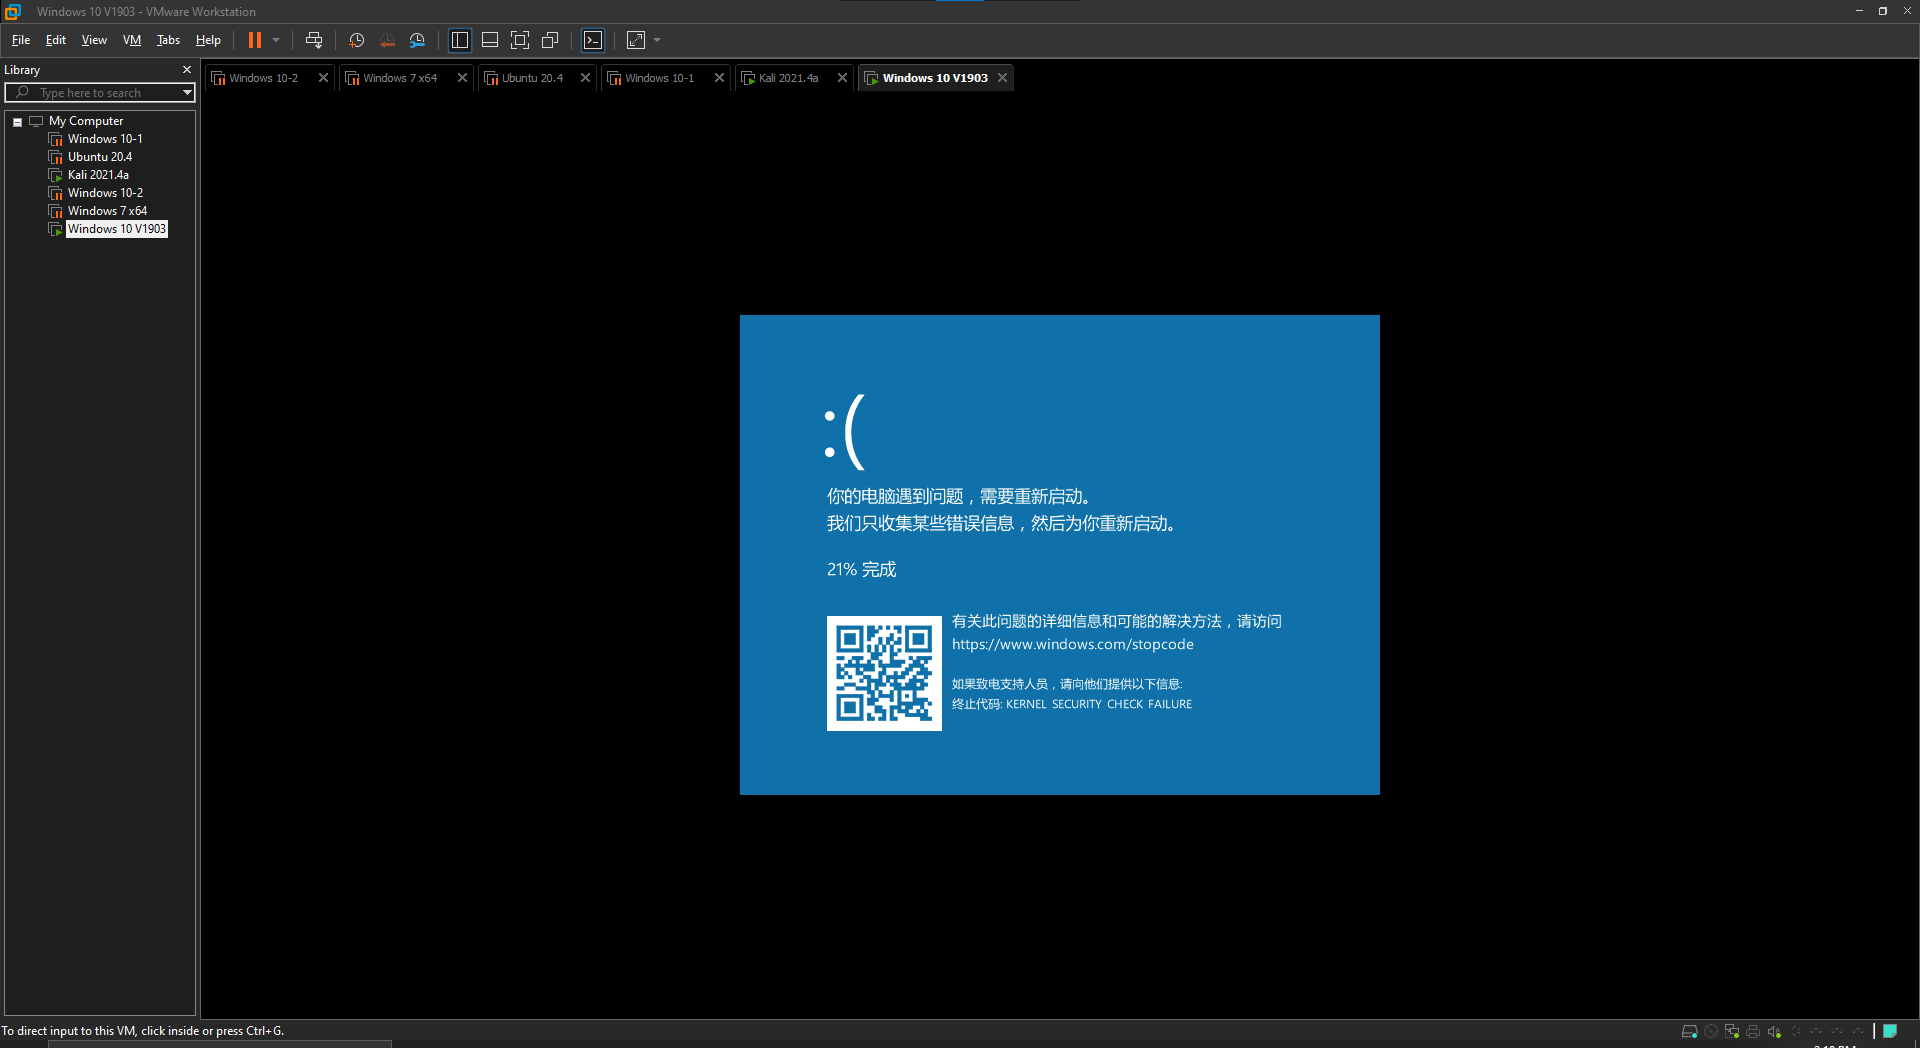 Windows 10 V1903 - VMware Workstation
File Edit View VM Tabs Help
Library
Type here to search
My Computer
Windows 10-1
Ubuntu 20.4
Kali 2021.4a
Windows 10-2
Windows 7 x64
Windows 10 V1903
Windows 10-2 Windows 7 x64 Ubuntu 20.4 Windows 10-1 Kali 2021.4a Windows 10 V1903
:(
你的电脑遇到问题，需要重新启动。
我们只收集某些错误信息，然后为你重新启动。
21% 完成
有关此问题的详细信息和可能的解决方法，请访问
https://www.windows.com/stopcode
如果致电支持人员，请向他们提供以下信息:
终止代码: KERNEL SECURITY CHECK FAILURE
To direct input to this VM, click inside or press Ctrl+G.